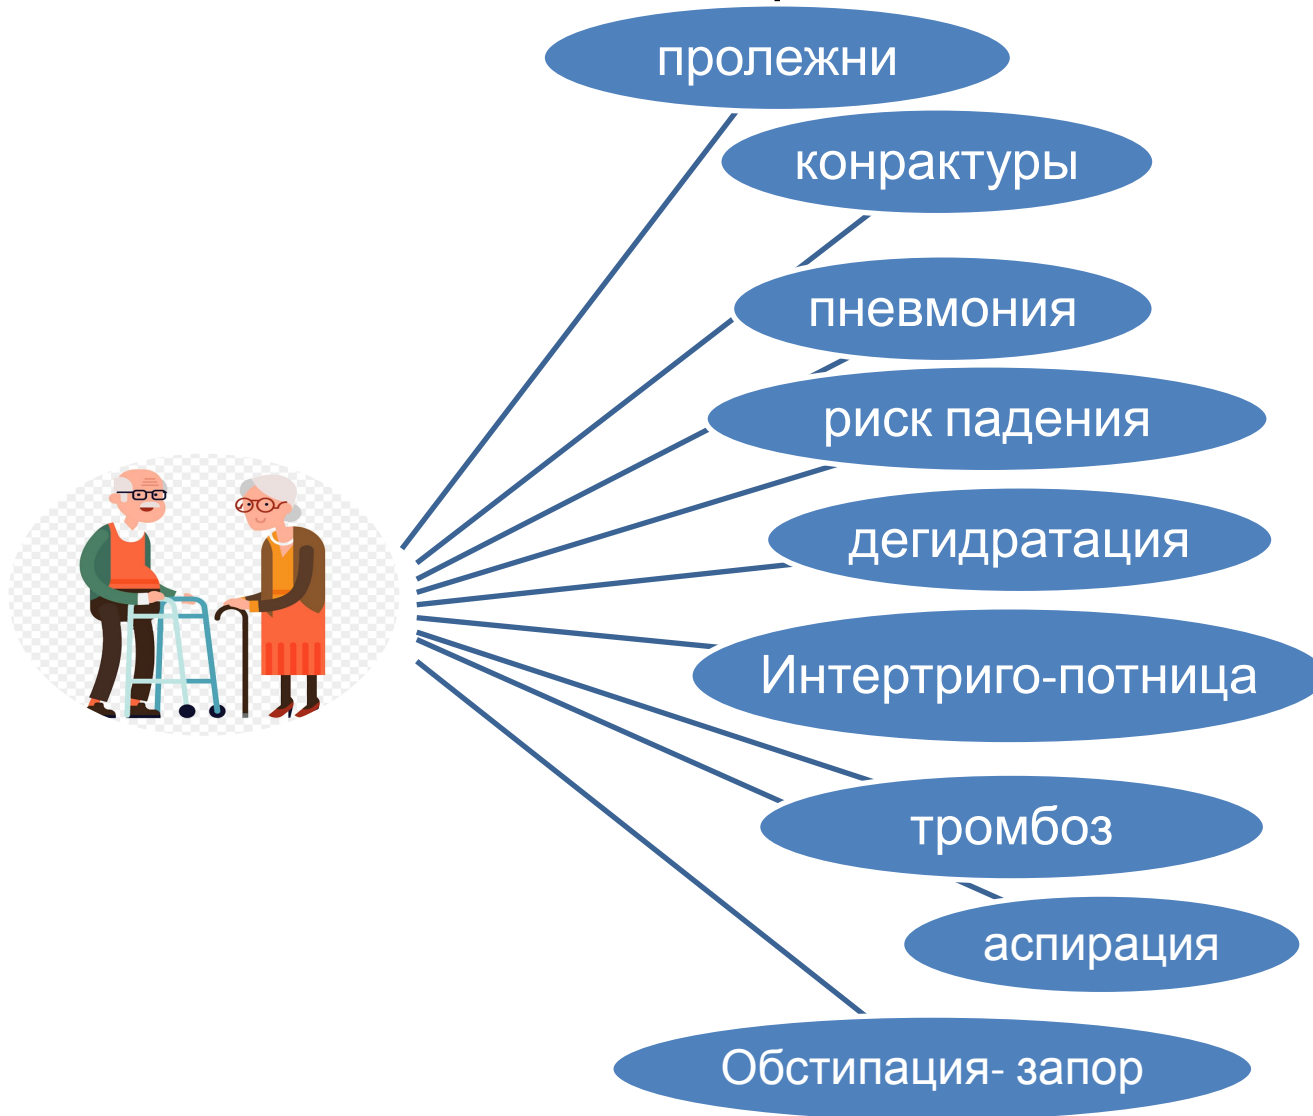 пролежни
конрактуры
пневмония
риск падения
дегидратация
Интертриго-потница
тромбоз
аспирация
Обстипация- запор